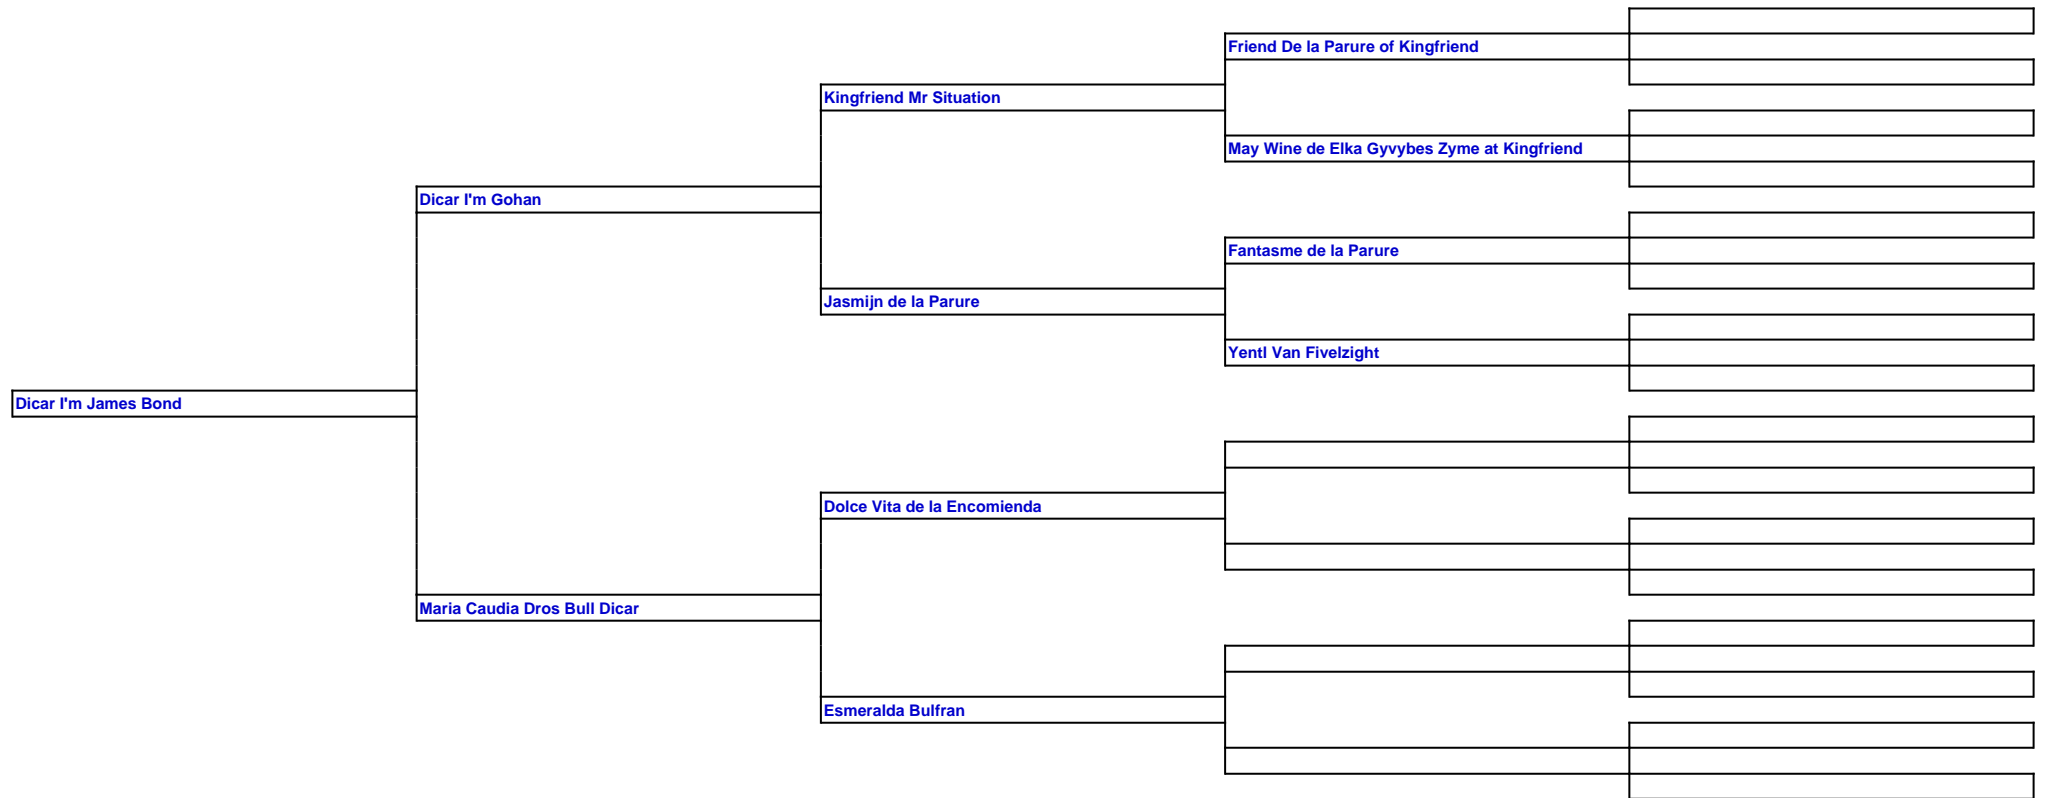 Friend De la Parure of Kingfriend
Kingfriend Mr Situation
May Wine de Elka Gyvybes Zyme at Kingfriend
Dicar I'm Gohan
Fantasme de la Parure
Jasmijn de la Parure
Yentl Van Fivelzight
Dicar I'm James Bond
Dolce Vita de la Encomienda
Maria Caudia Dros Bull Dicar
Esmeralda Bulfran